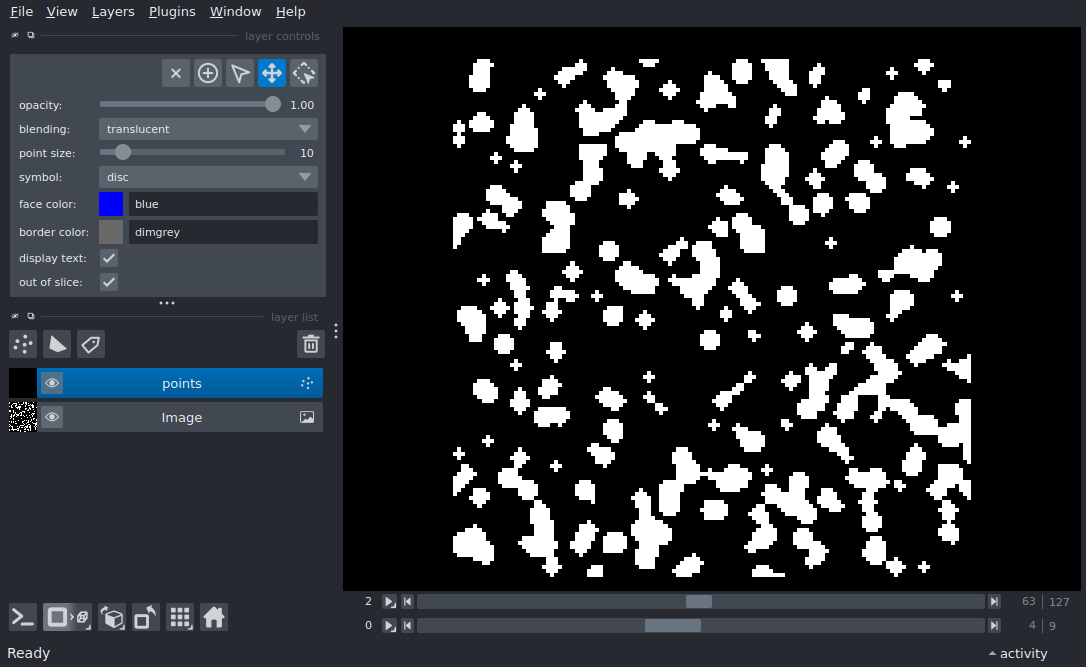 File View Layers Plugins Window Help
layer controls
opacity: 1.00
blending: translucent
point size: 10
symbol: disc
face color: blue
border color: dimgrey
display text:
out of slice:
layer list
points
Image
2 63 127
0 4 9
Ready activity